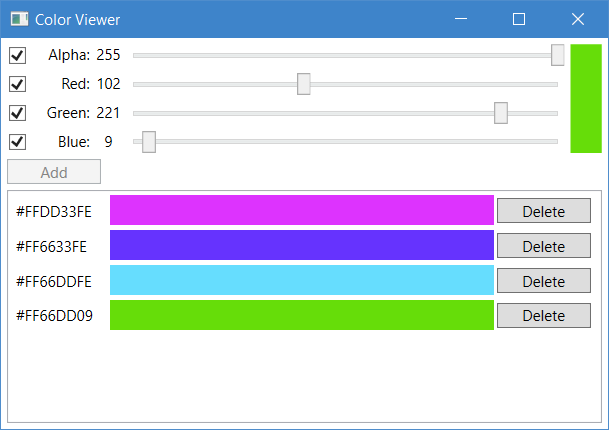 Color Viewer
Alpha: 255
Red: 102
Green: 221
Blue: 9
Add
#FFDD33FE Delete
#FF6633FE Delete
#FF66DDFE Delete
#FF66DD09 Delete